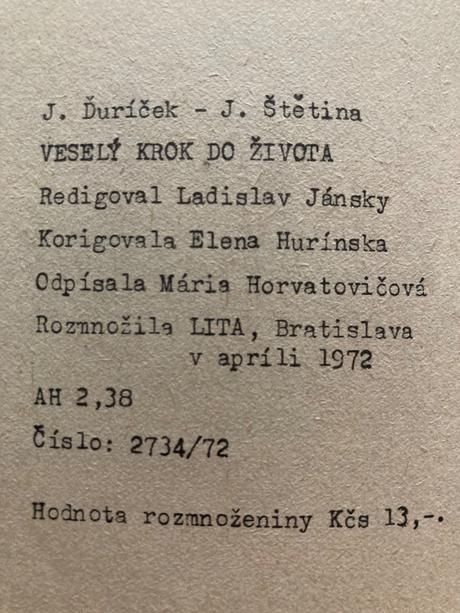 J. Ďuríček - J. Štětina
VESELÝ KROK DO ŽIVOTA
Redigoval Ladislav Jánsky
Korigovala Elena Hurínska
Odpísala Mária Horvatovičová
Rozmnožila LITA, Bratislava
v apríli 1972
AH 2,38
Číslo: 2734/72
Hodnota rozmnoženiny Kčs 13,-.